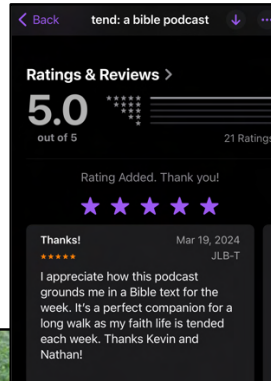 Back tend: a bible podcast
Ratings & Reviews
5.0
out of 5
21 Ratings
Rating Added. Thank you!
Thanks! Mar 19, 2024
JLB-T
I appreciate how this podcast
grounds me in a Bible text for the
week. It's a perfect companion for a
long walk as my faith life is tended
each week. Thanks Kevin and
Nathan!